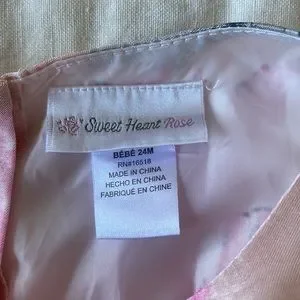 Sweet Heart Rose
BÉBÉ 24M
RN#16518
MADE IN CHINA
HECHO EN CHINA
FABRIQUÉ EN CHINE